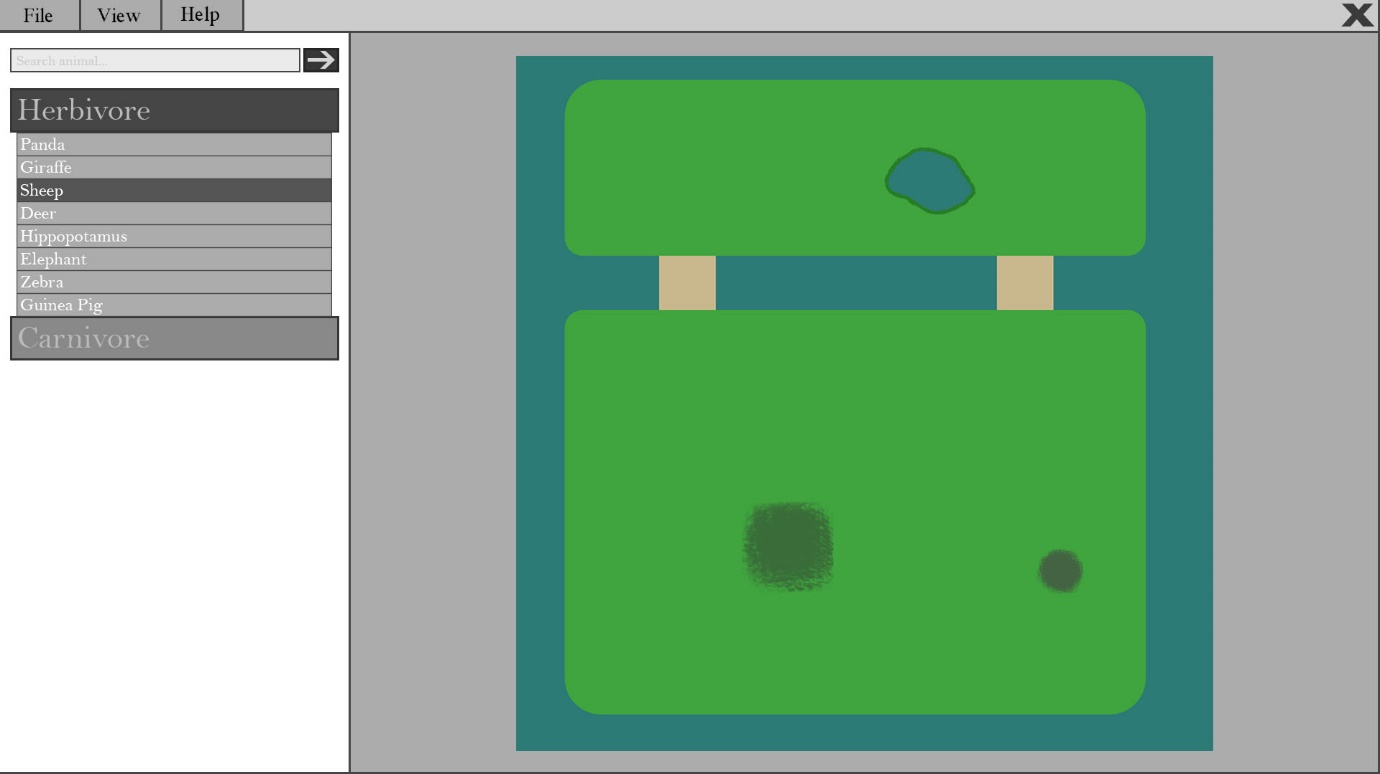 File View Help
Search animal...
Herbivore
Panda
Giraffe
Sheep
Deer
Hippopotamus
Elephant
Zebra
Guinea Pig
Carnivore